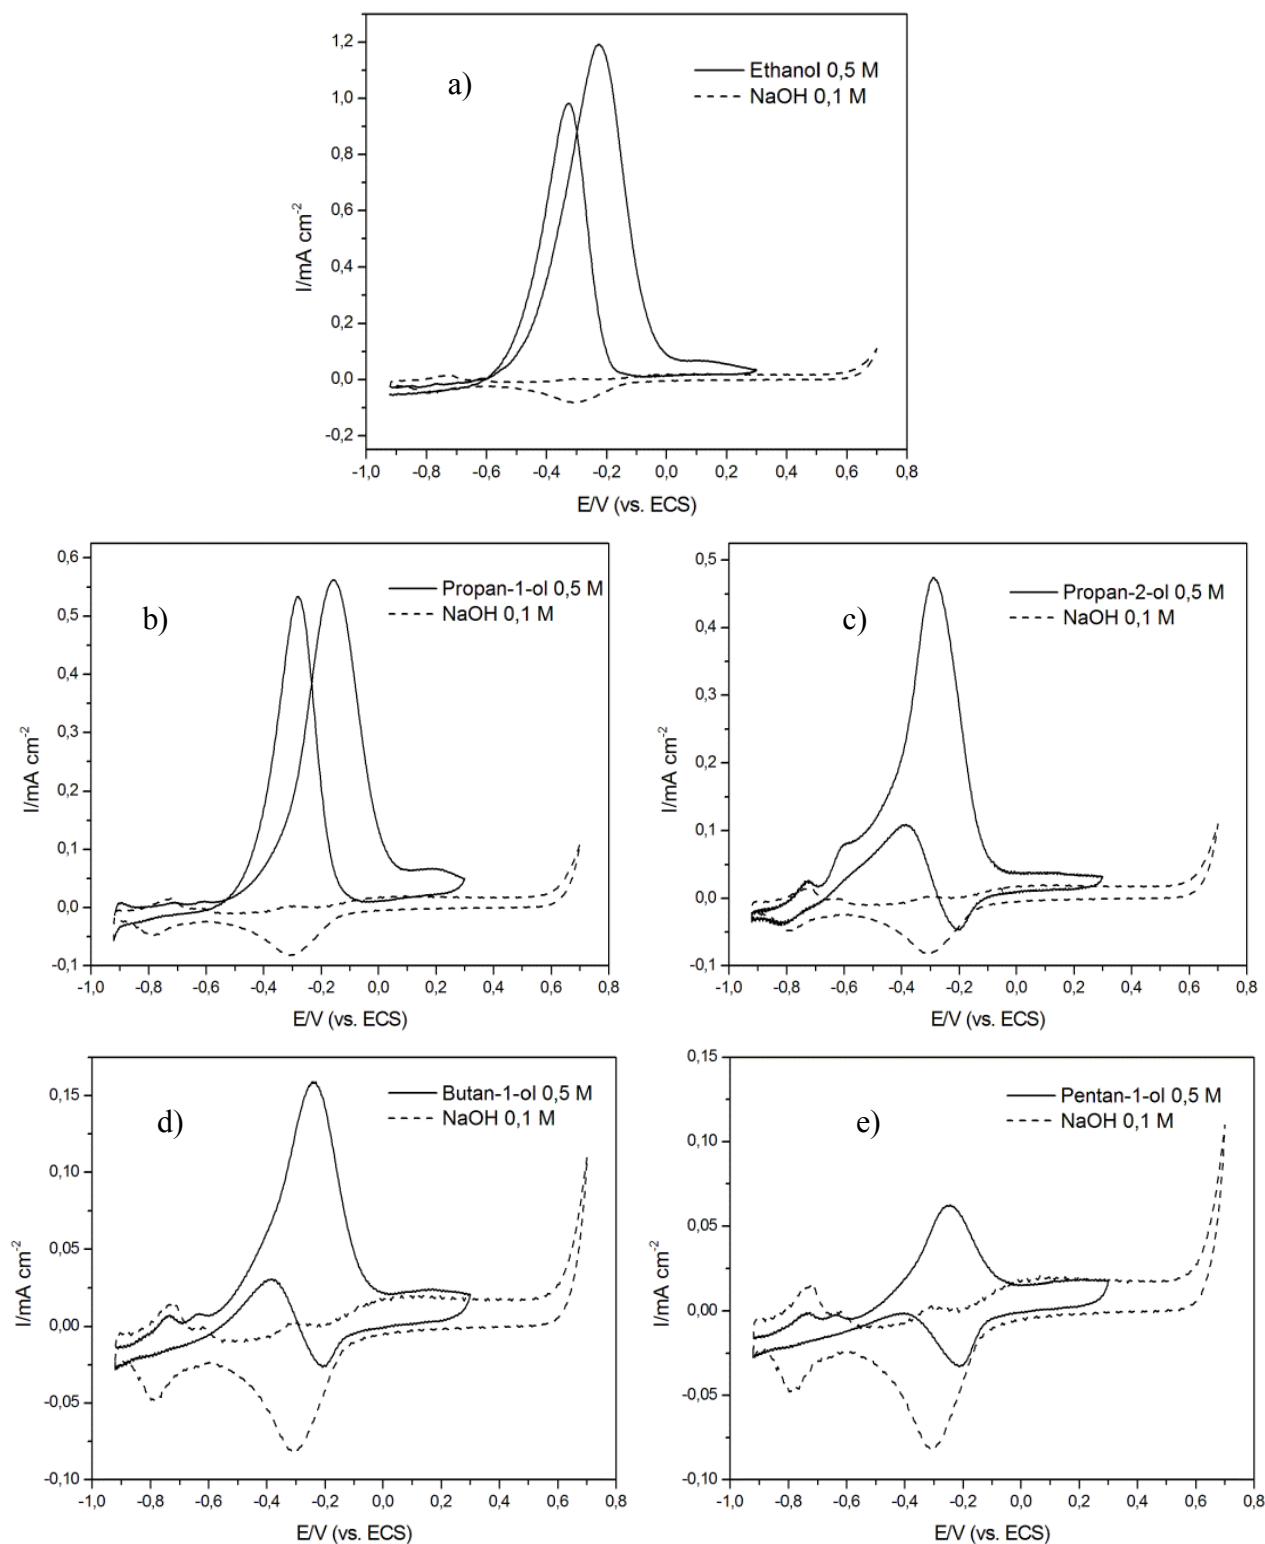 a)
Ethanol 0,5 M
NaOH 0,1 M
I/mA cm-2
1,2
1,0
0,8
0,6
0,4
0,2
0,0
-0,2
-1,0 -0,8 -0,6 -0,4 -0,2 0,0 0,2 0,4 0,6 0,8
E/V (vs. ECS)
b)
Propan-1-ol 0,5 M
NaOH 0,1 M
I/mA cm-2
0,6
0,5
0,4
0,3
0,2
0,1
0,0
-0,1
-1,0 -0,8 -0,6 -0,4 -0,2 0,0 0,2 0,4 0,6 0,8
E/V (vs. ECS)
c)
Propan-2-ol 0,5 M
NaOH 0,1 M
I/mA cm-2
0,5
0,4
0,3
0,2
0,1
0,0
-0,1
-1,0 -0,8 -0,6 -0,4 -0,2 0,0 0,2 0,4 0,6 0,8
E/V (vs. ECS)
d)
Butan-1-ol 0,5 M
NaOH 0,1 M
I/mA cm-2
0,15
0,10
0,05
0,00
-0,05
-0,10
-1,0 -0,8 -0,6 -0,4 -0,2 0,0 0,2 0,4 0,6 0,8
E/V (vs. ECS)
e)
Pentan-1-ol 0,5 M
NaOH 0,1 M
I/mA cm-2
0,15
0,10
0,05
0,00
-0,05
-0,10
-1,0 -0,8 -0,6 -0,4 -0,2 0,0 0,2 0,4 0,6 0,8
E/V (vs. ECS)